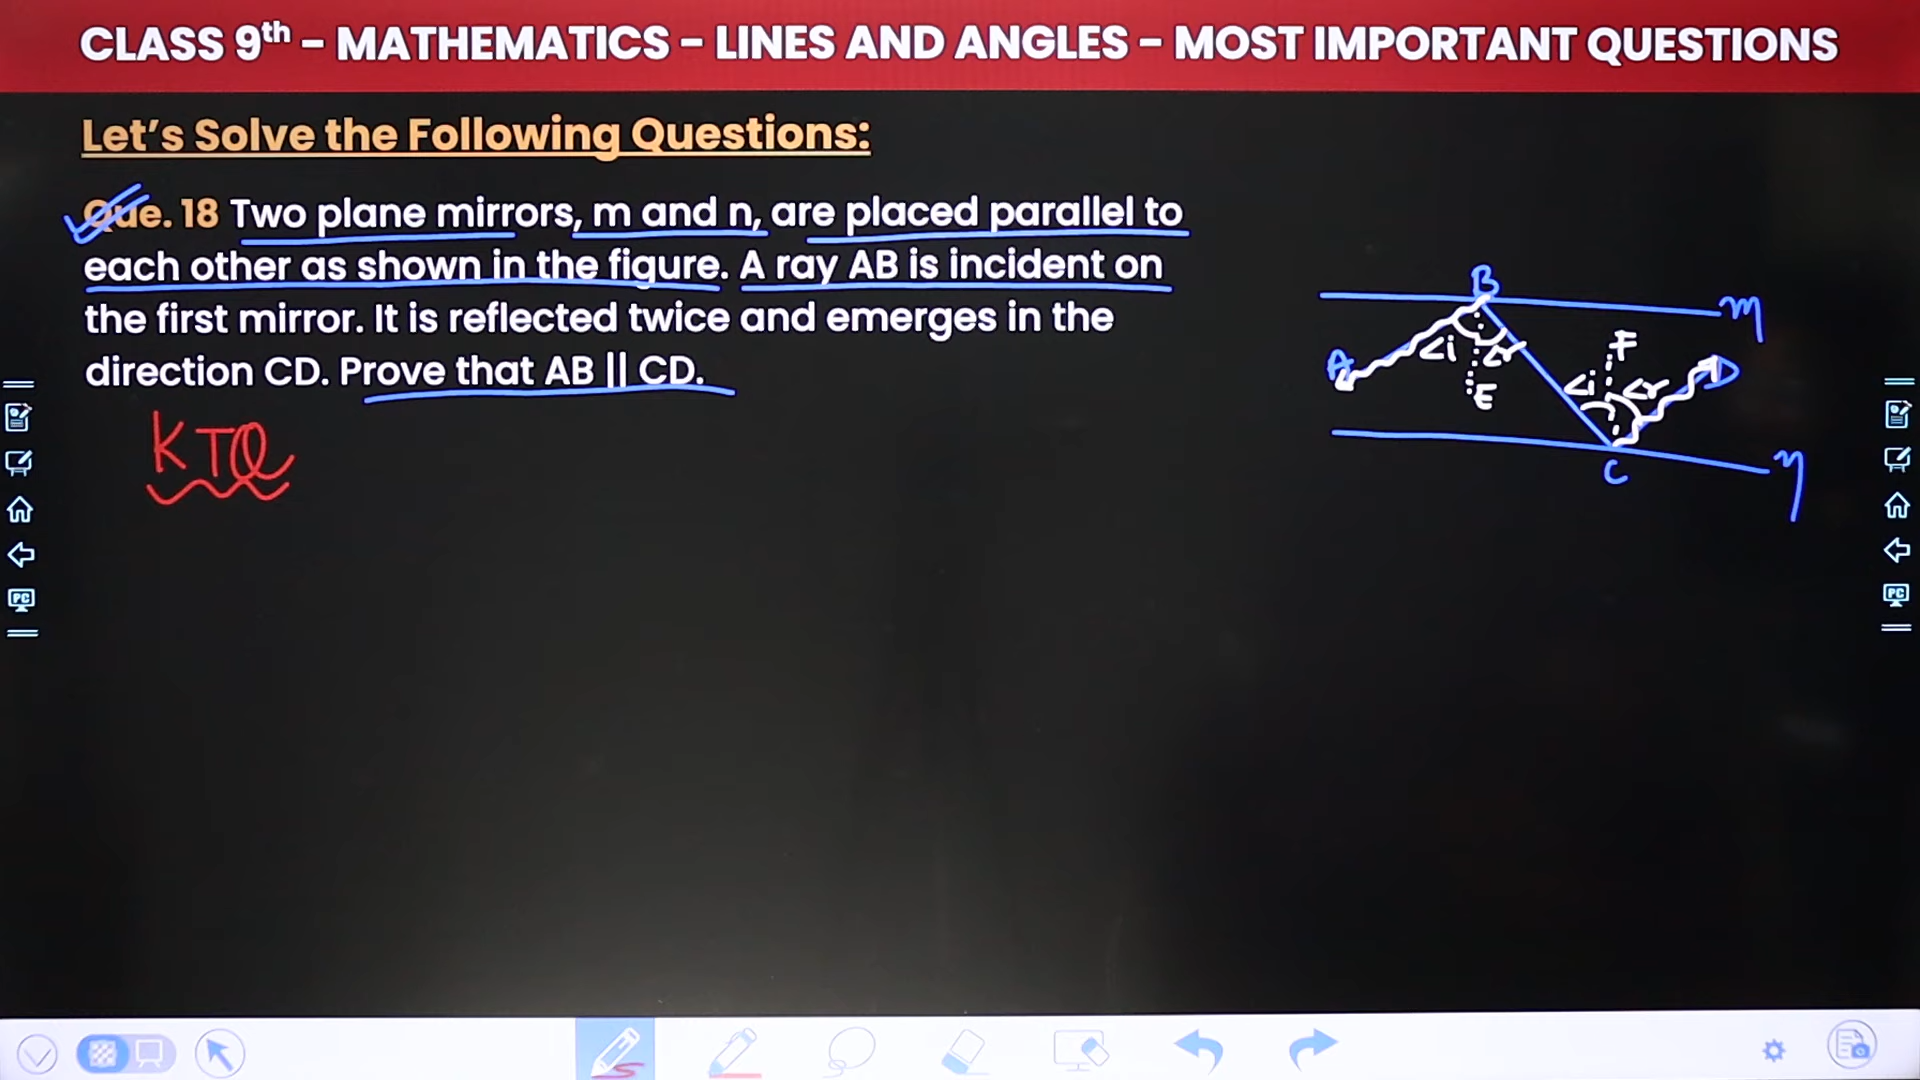 CLASS 9th – MATHEMATICS – LINES AND ANGLES – MOST IMPORTANT QUESTIONS
Let's Solve the Following Questions:
Que. 18 Two plane mirrors, m and n, are placed parallel to
each other as shown in the figure. A ray AB is incident on
the first mirror. It is reflected twice and emerges in the
direction CD. Prove that AB || CD.
KTQ
B
m
A
∠i
∠r
E
F
∠i
∠r
D
C
n
PC
PC